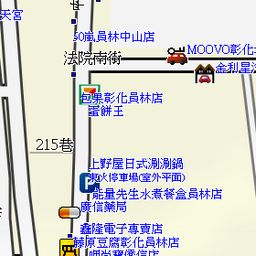 天宮
50嵐員林中山店
MOOVO彰化
法院南街
金利星
包果彰化員林店
蛋餅王
215巷
上野屋日式涮涮鍋
停車場(室外平面)
能量先生水煮餐盒員林店
廣信藥局
鑫隆電子專賣店
藤原豆腐彰化員林店